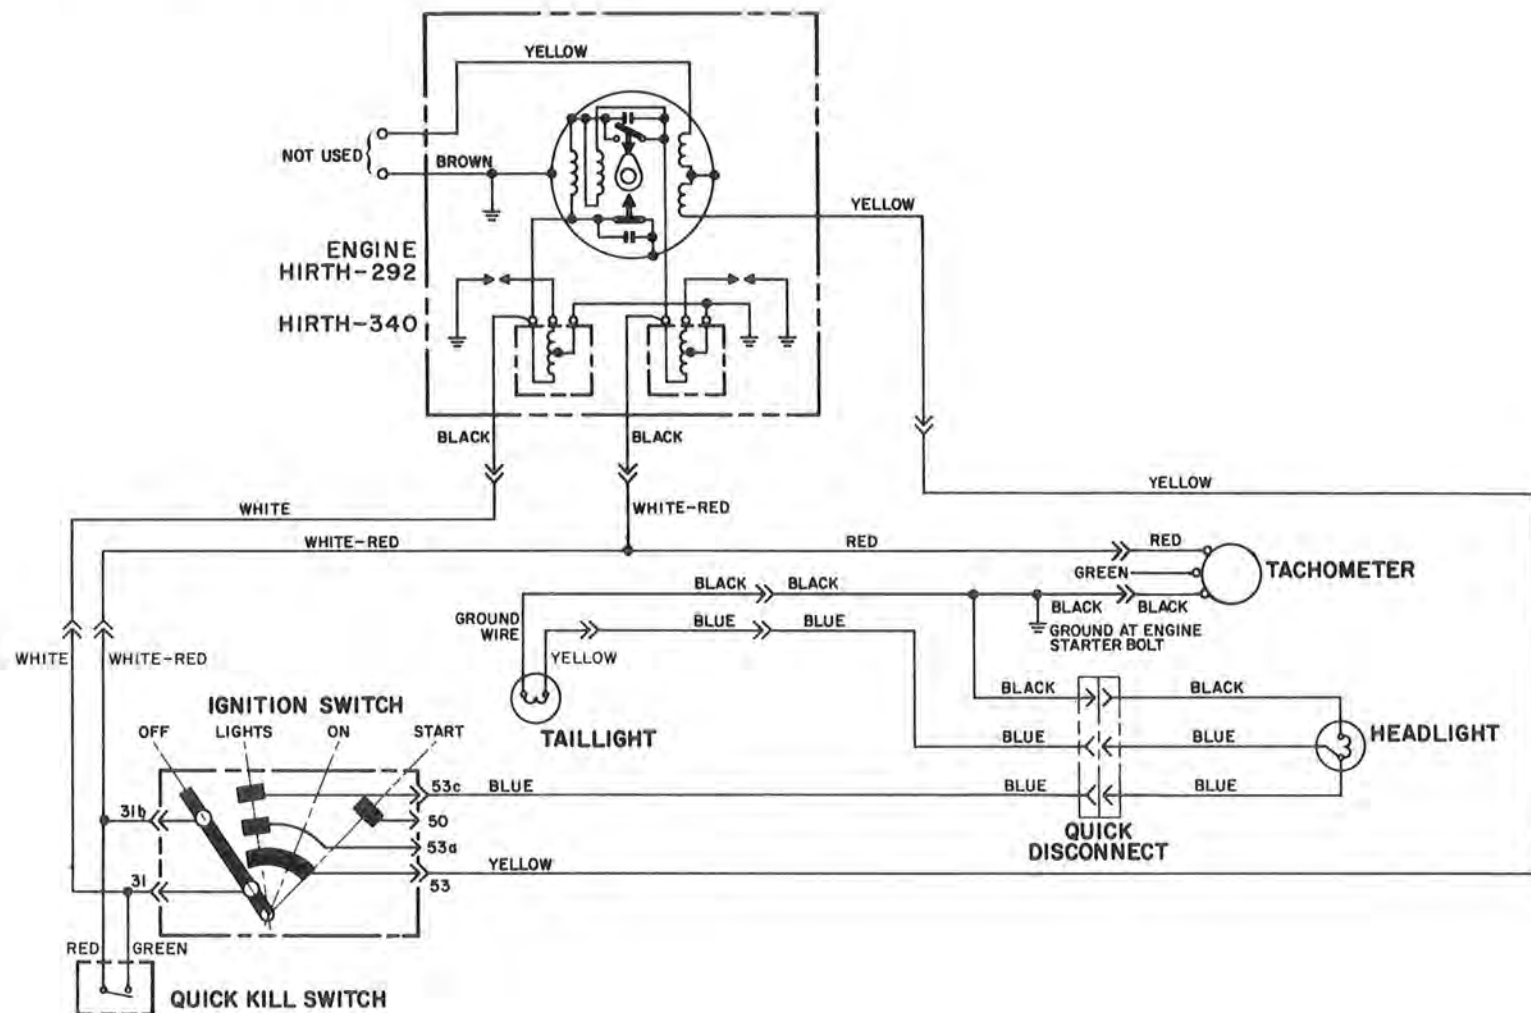 YELLOW
NOT USED
BROWN
YELLOW
ENGINE
HIRTH-292
HIRTH-340
BLACK
BLACK
YELLOW
WHITE
WHITE-RED
WHITE-RED
RED
RED
GREEN
TACHOMETER
BLACK
BLACK
BLACK
BLACK
GROUND
WIRE
BLUE
BLUE
GROUND AT ENGINE
STARTER BOLT
WHITE
WHITE-RED
YELLOW
BLACK
BLACK
IGNITION SWITCH
OFF
LIGHTS
ON
START
TAILLIGHT
BLUE
BLUE
HEADLIGHT
53c
BLUE
BLUE
BLUE
31b
50
QUICK
DISCONNECT
53a
YELLOW
31
53
RED
GREEN
QUICK KILL SWITCH